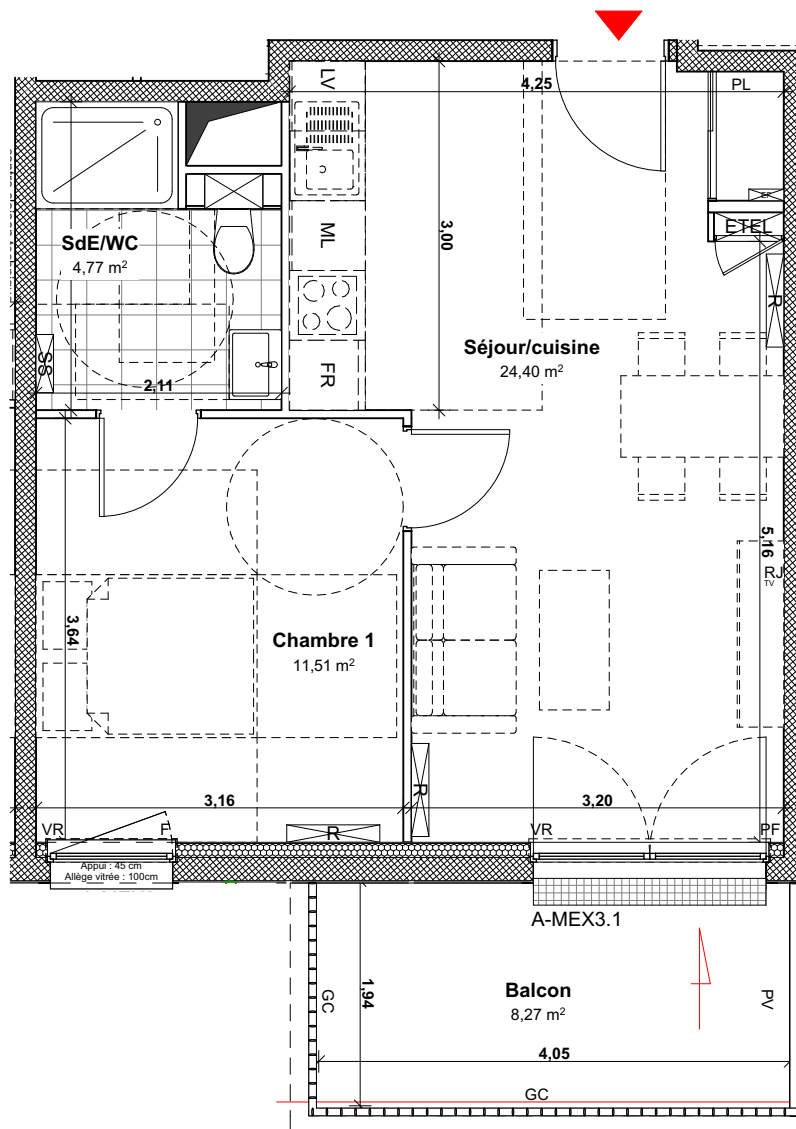 LV
4,25
PL
EF
ETEL
SdE/WC
4,77 m²
3,00
ML
R
Séjour/cuisine
24,40 m²
SS
2,11
FR
5,16
RJ
TV
3,64
Chambre 1
11,51 m²
R
3,16
3,20
VR
F
R
VR
PF
Appui : 45 cm
Allège vitrée : 100cm
A-MEX3.1
GC
1,94
Balcon
8,27 m²
PV
4,05
GC